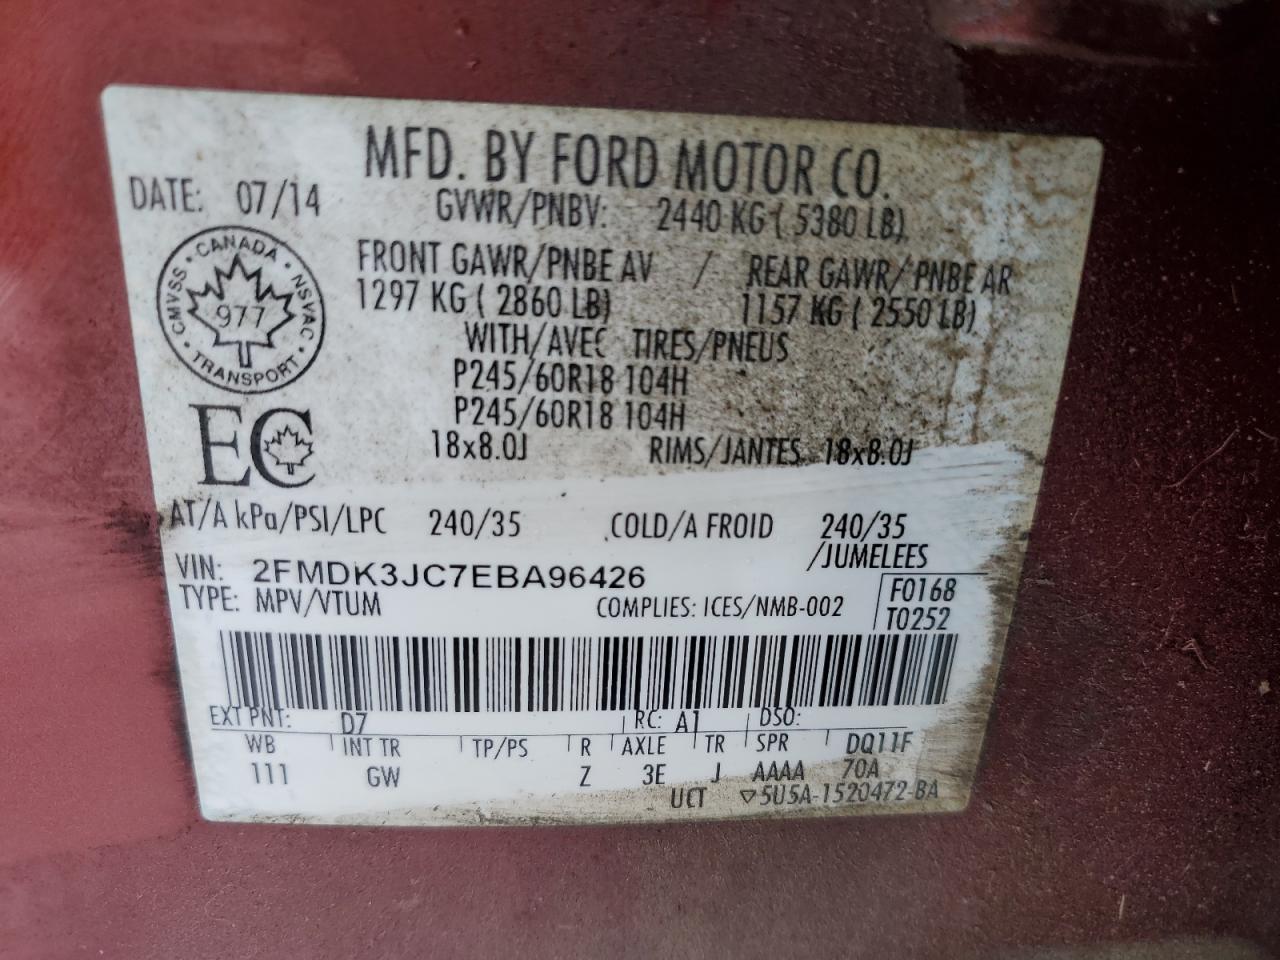 MFD. BY FORD MOTOR CO.
DATE: 07/14
GVWR/PNBV: 2440 KG ( 5380 LB)
FRONT GAWR/PNBE AV / REAR GAWR/ PNBE AR
1297 KG ( 2860 LB) 1157 KG ( 2550 LB)
WITH/AVEC TIRES/PNEUS
P245/60R18 104H
P245/60R18 104H
18x8.0J RIMS/JANTES 18x8.0J
CMVSS • CANADA • NSVAC • TRANSPORT •
977
EC
AT/A kPa/PSI/LPC 240/35 COLD/A FROID 240/35
/JUMELEES
VIN: 2FMDK3JC7EBA96426
TYPE: MPV/VTUM COMPLIES: ICES/NMB-002
F0168
T0252
EXT PNT: D7 RC: A1 DSO:
WB INT TR TP/PS R AXLE TR SPR DQ11F
111 GW Z 3E J AAAA 70A
UCT ▽5U5A-1520472-BA